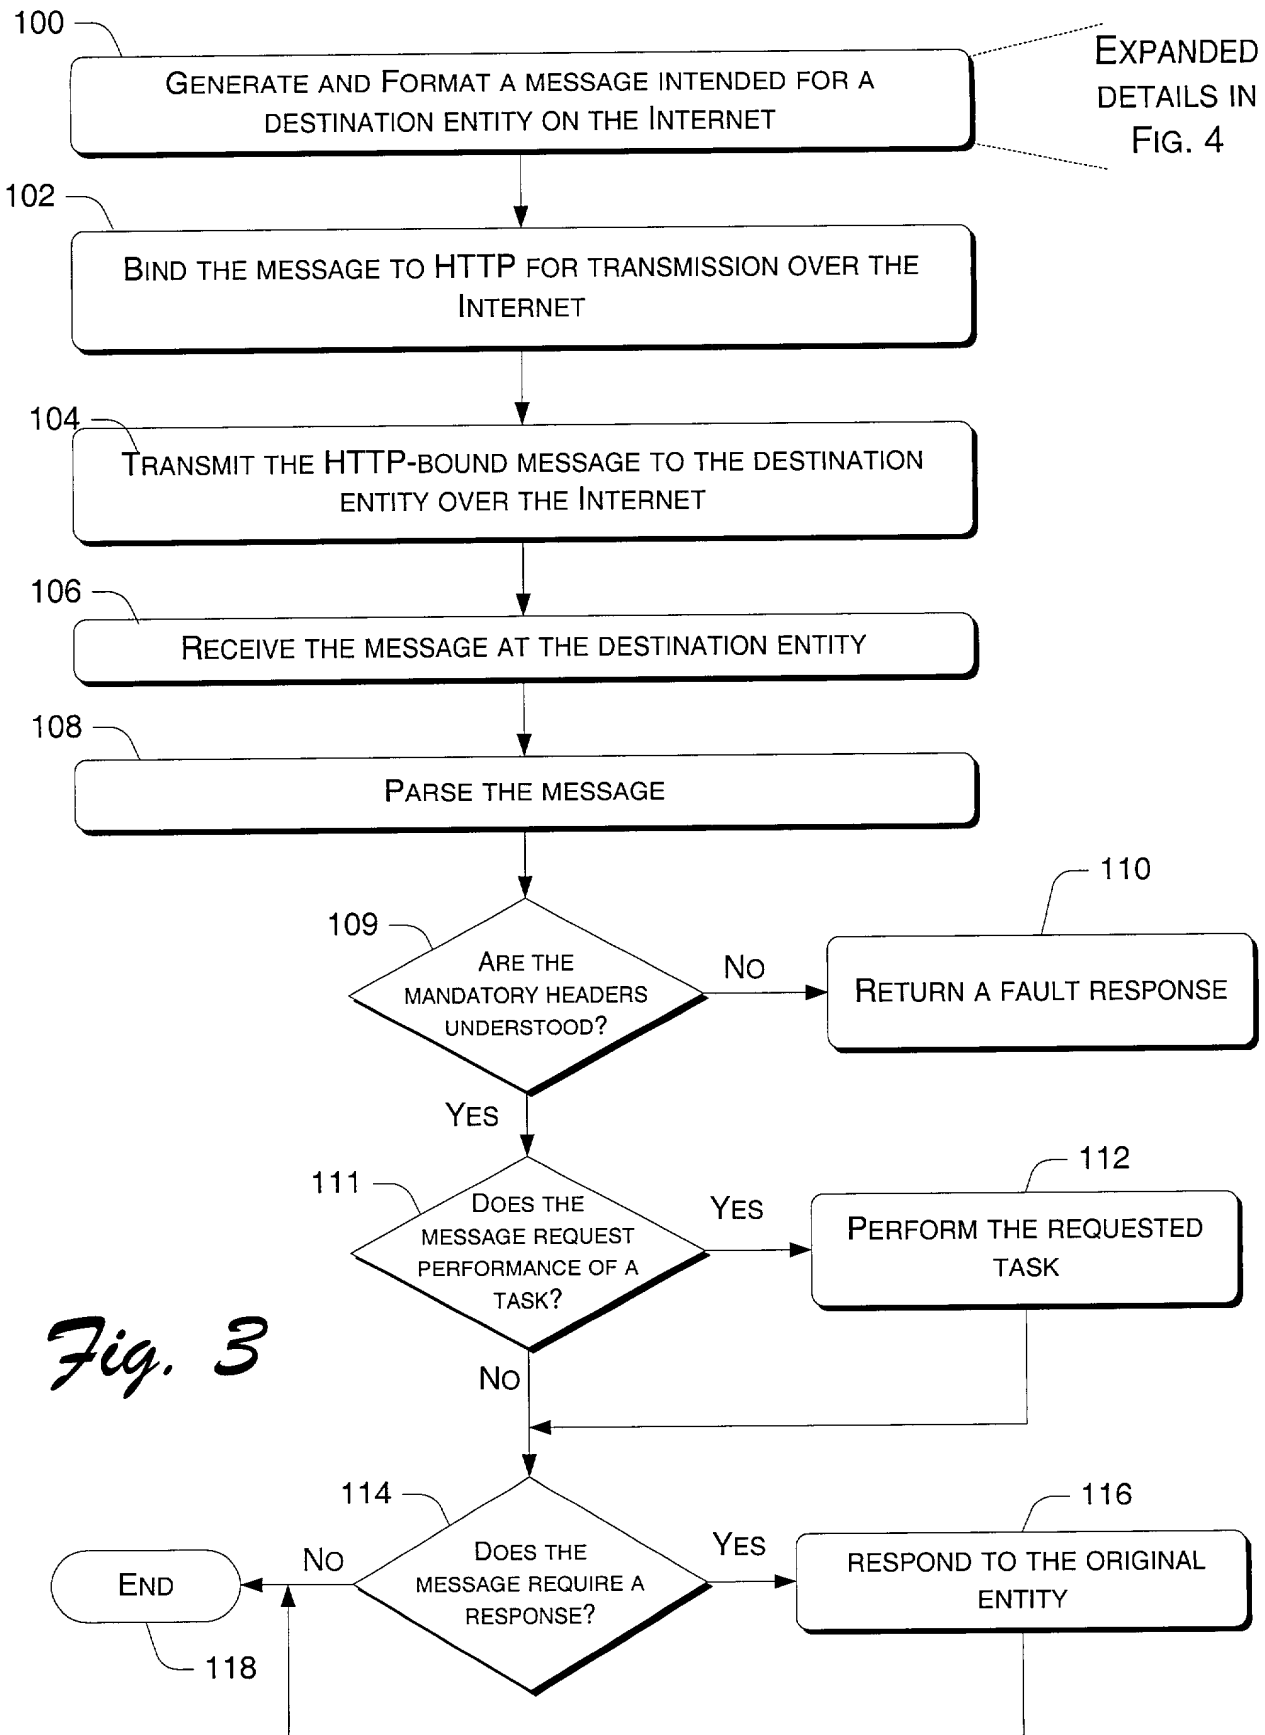 100
GENERATE AND FORMAT A MESSAGE INTENDED FOR A
DESTINATION ENTITY ON THE INTERNET
EXPANDED
DETAILS IN
FIG. 4
102
BIND THE MESSAGE TO HTTP FOR TRANSMISSION OVER THE
INTERNET
104
TRANSMIT THE HTTP-BOUND MESSAGE TO THE DESTINATION
ENTITY OVER THE INTERNET
106
RECEIVE THE MESSAGE AT THE DESTINATION ENTITY
108
PARSE THE MESSAGE
109
ARE THE
MANDATORY HEADERS
UNDERSTOOD?
NO
110
RETURN A FAULT RESPONSE
YES
111
DOES THE
MESSAGE REQUEST
PERFORMANCE OF A
TASK?
YES
112
PERFORM THE REQUESTED
TASK
NO
Fig. 3
114
DOES THE
MESSAGE REQUIRE A
RESPONSE?
YES
116
RESPOND TO THE ORIGINAL
ENTITY
NO
END
118